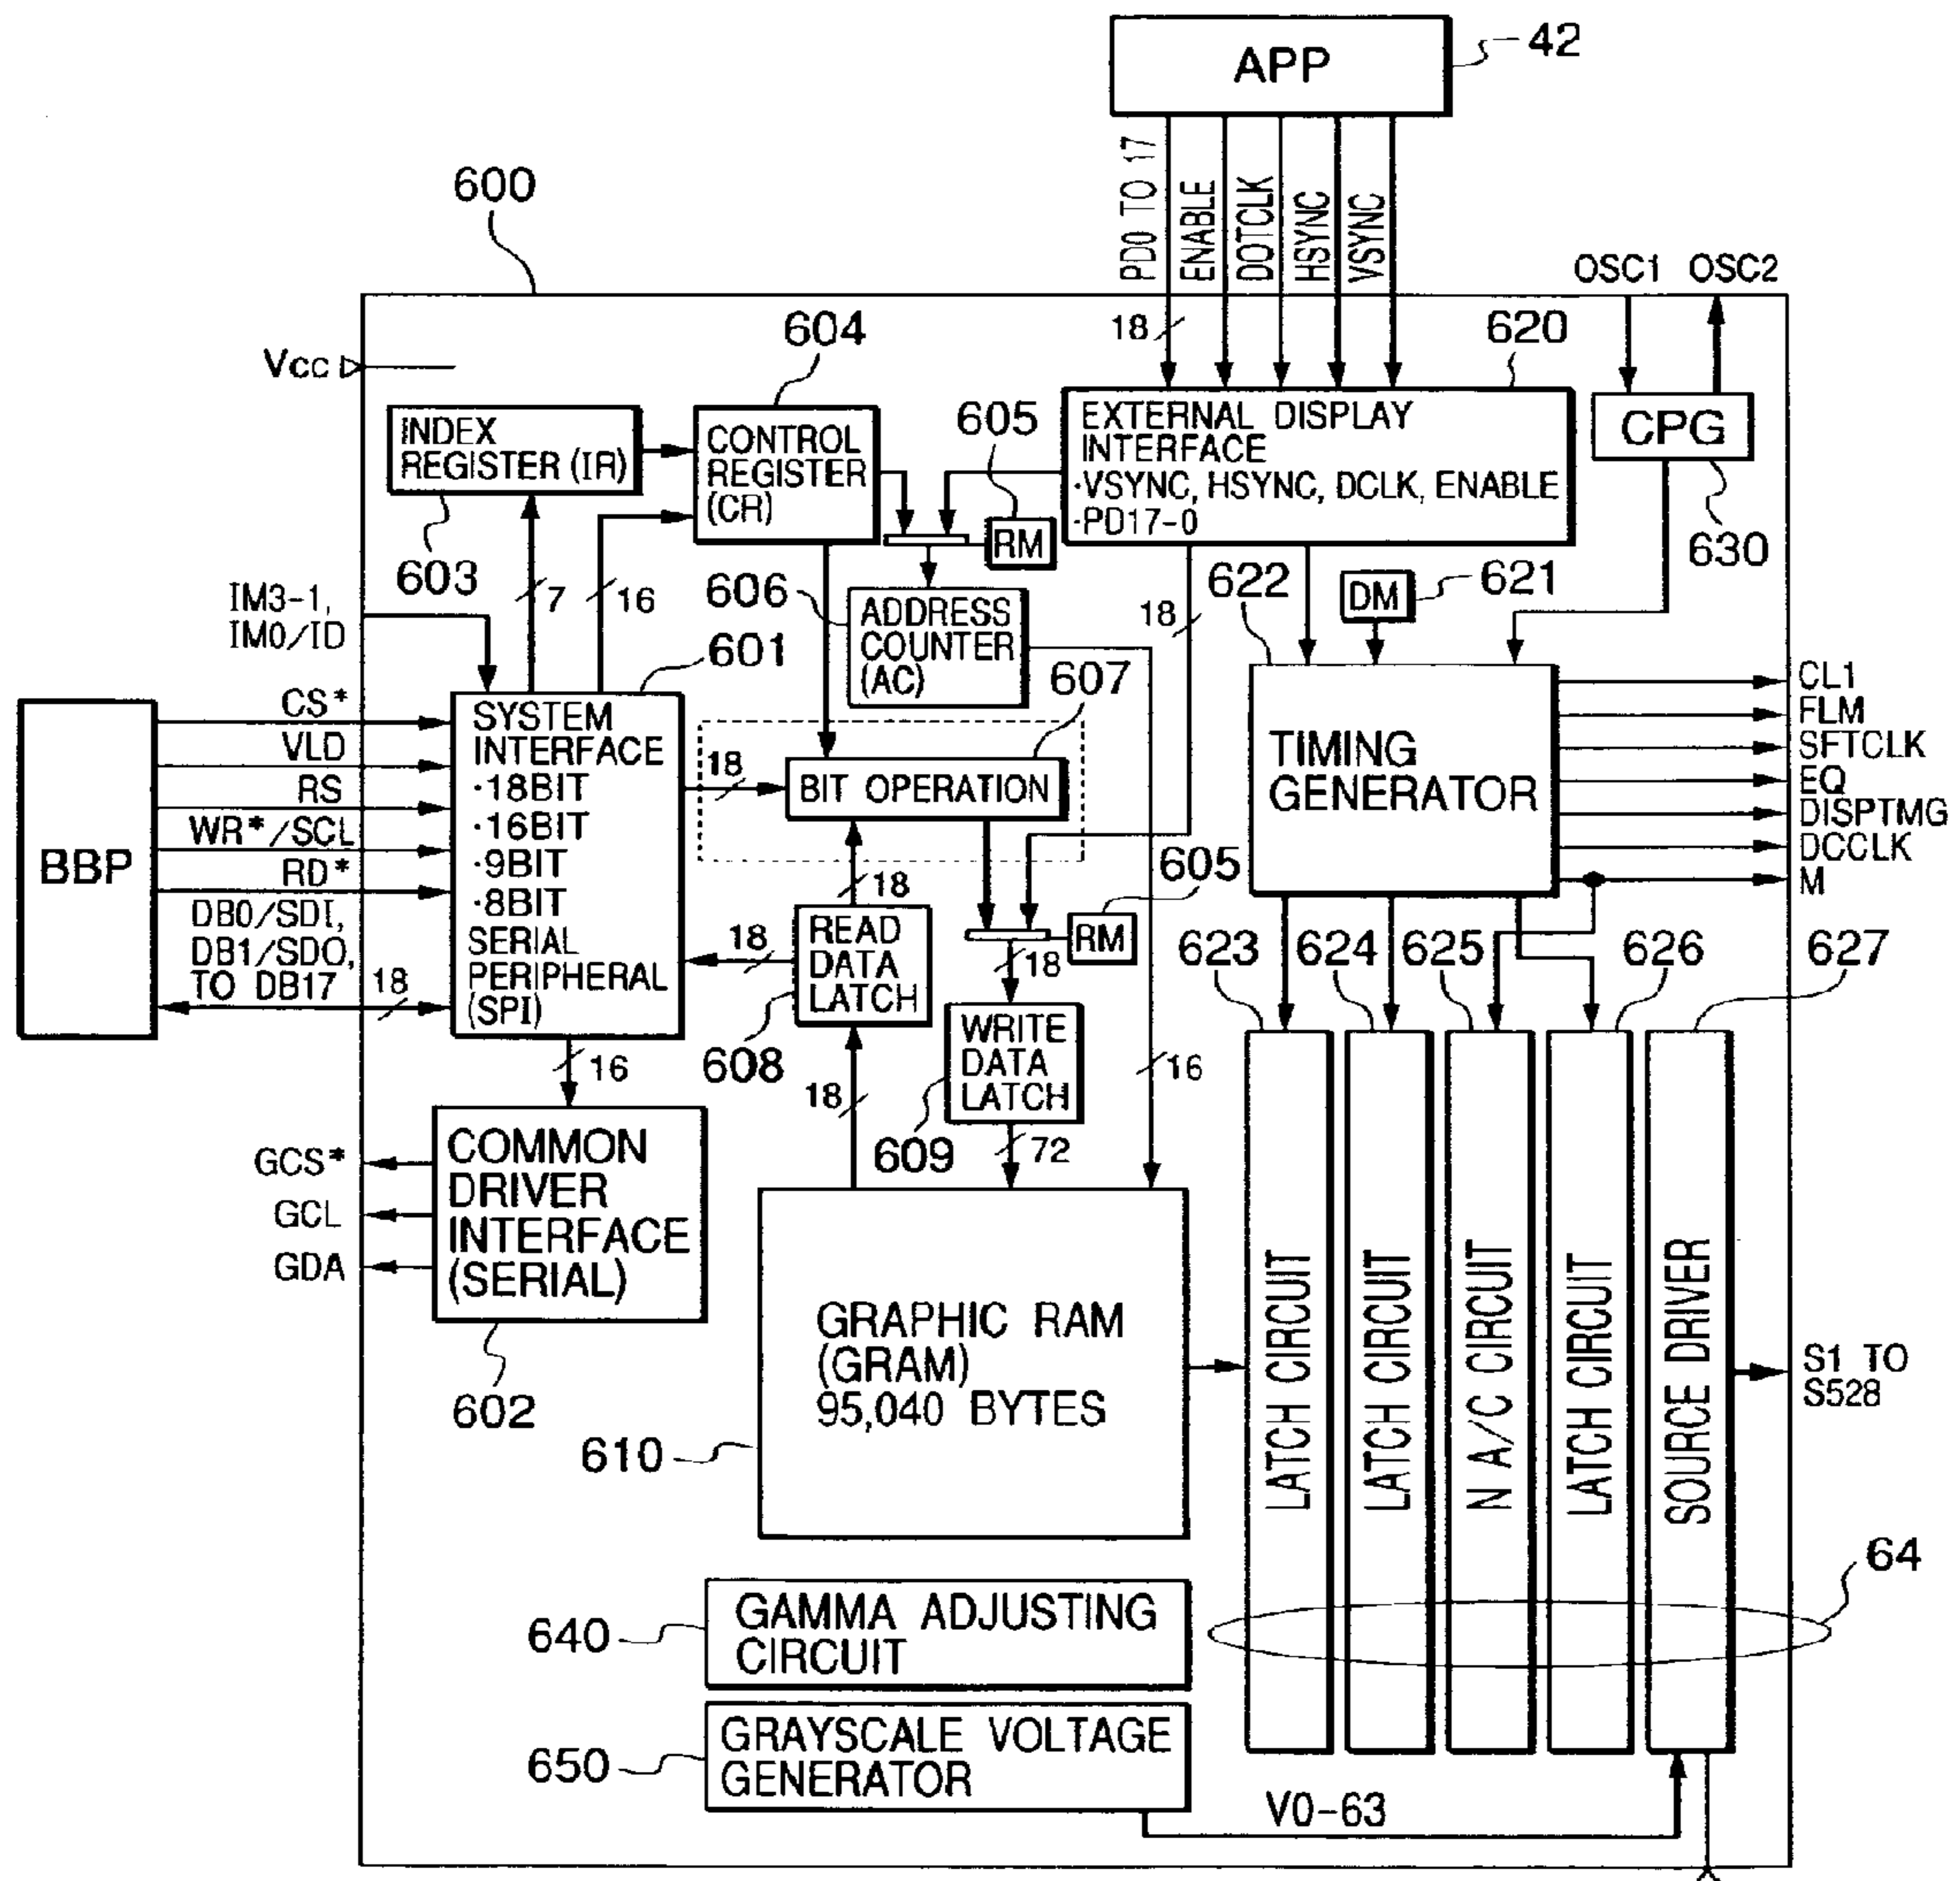 APP
42
PD0 TO 17
ENABLE
DOTCLK
HSYNC
VSYNC
600
OSC1
OSC2
18
604
620
Vcc
605
INDEX
REGISTER (IR)
CONTROL
REGISTER
(CR)
EXTERNAL DISPLAY
INTERFACE
·VSYNC, HSYNC, DCLK, ENABLE
·PD17-0
CPG
RM
603
630
7
16
606
622
DM
621
IM3-1,
IM0/ID
ADDRESS
COUNTER
(AC)
18
601
607
CS*
VLD
RS
WR*/SCL
RD*
DB0/SDI,
DB1/SDO,
TO DB17
18
BBP
SYSTEM
INTERFACE
·18BIT
·16BIT
·9BIT
·8BIT
SERIAL
PERIPHERAL
(SPI)
18
BIT OPERATION
TIMING
GENERATOR
CL1
FLM
SFTCLK
EQ
DISPTMG
DCCLK
M
605
18
READ
DATA
LATCH
18
RM
18
623
624
625
626
627
608
WRITE
DATA
LATCH
16
16
18
609
72
COMMON
DRIVER
INTERFACE
(SERIAL)
GCS*
GCL
GDA
602
GRAPHIC RAM
(GRAM)
95,040 BYTES
610
LATCH CIRCUIT
LATCH CIRCUIT
N A/C CIRCUIT
LATCH CIRCUIT
SOURCE DRIVER
S1 TO
S528
64
GAMMA ADJUSTING
CIRCUIT
640
GRAYSCALE VOLTAGE
GENERATOR
650
V0-63